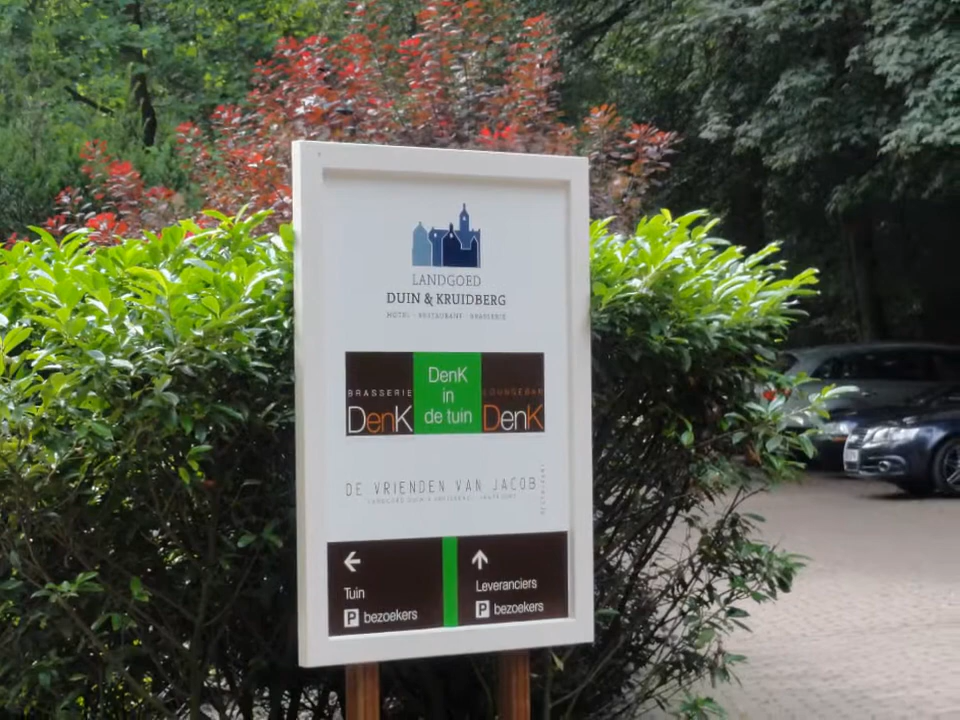 LANDGOED
DUIN & KRUIDBERG
HOTEL · RESTAURANT · BRASSERIE
BRASSERIE
DenK
DenK
in
de tuin
LOUNGEBAR
DenK
DE VRIENDEN VAN JACOB
RESTAURANT
Tuin
P bezoekers
Leveranciers
P bezoekers